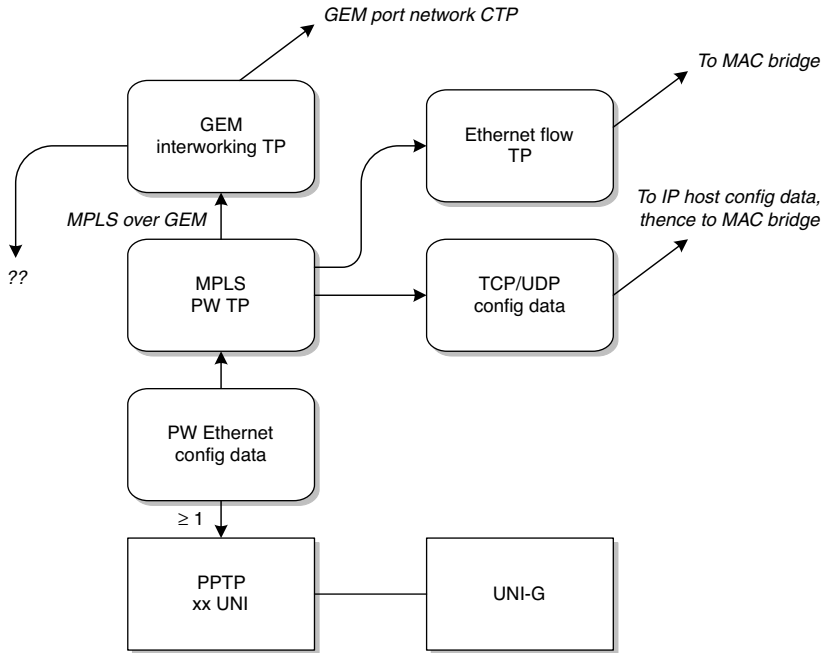 GEM port network CTP
To MAC bridge
GEM
interworking TP
Ethernet flow
TP
To IP host config data,
thence to MAC bridge
MPLS over GEM
??
MPLS
PW TP
TCP/UDP
config data
PW Ethernet
config data
≥ 1
PPTP
xx UNI
UNI-G